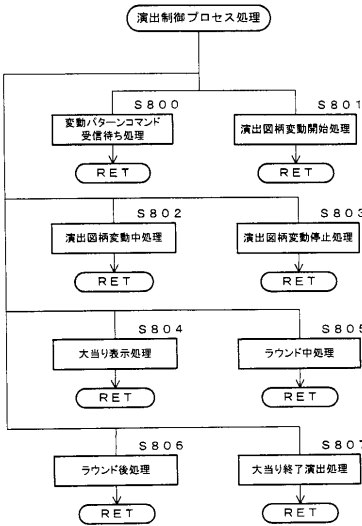 演出制御プロセス処理
S800
変動パターンコマンド
受信待ち処理
RET
S801
演出図柄変動開始処理
RET
S802
演出図柄変動中処理
RET
S803
演出図柄変動停止処理
RET
S804
大当り表示処理
RET
S805
ラウンド中処理
RET
S806
ラウンド後処理
RET
S807
大当り終了演出処理
RET